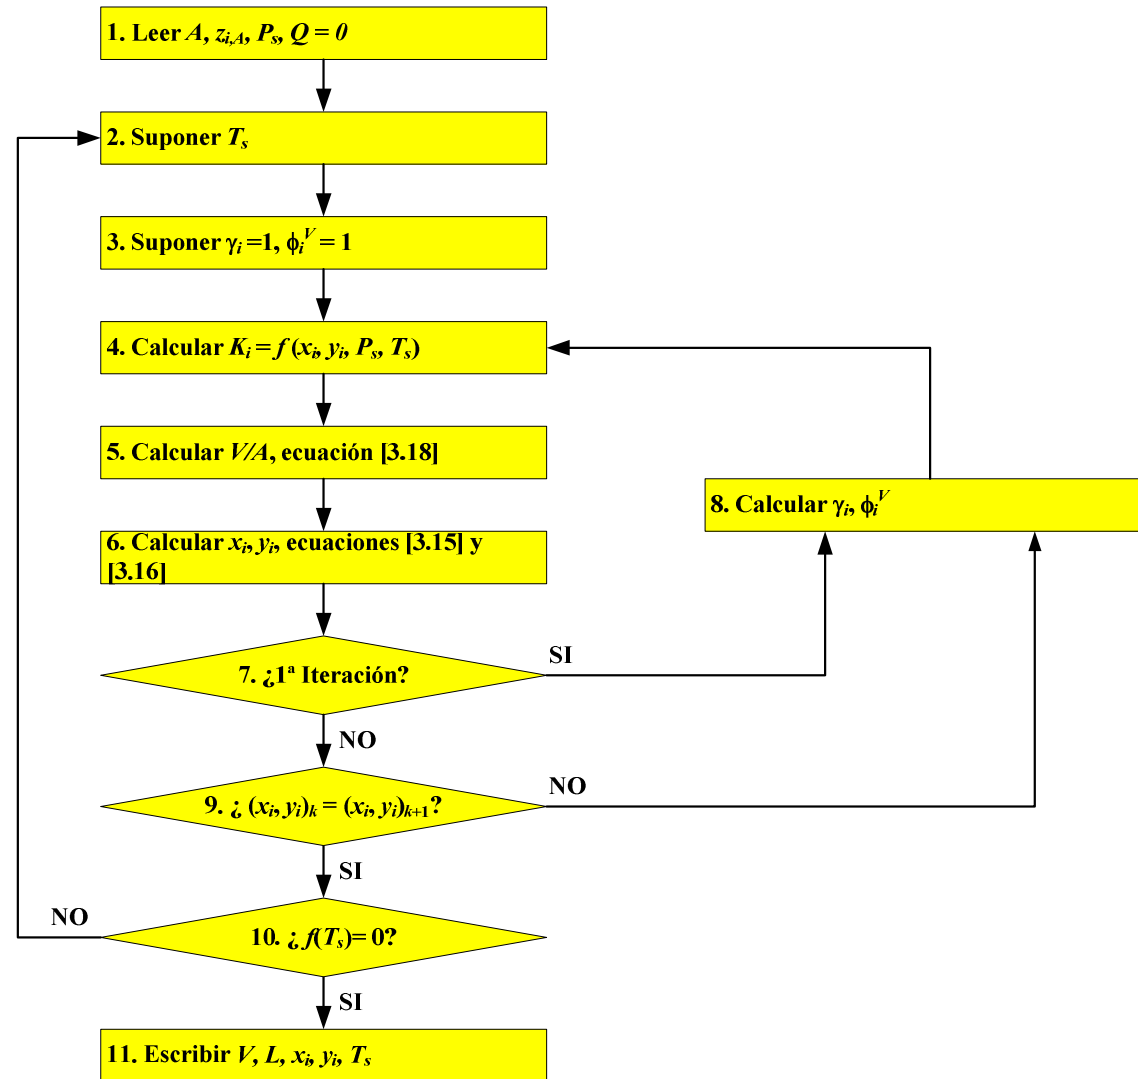 1. Leer A, z_{i,A}, P_s, Q = 0
2. Suponer T_s
3. Suponer γ_i =1, ϕ_i^V = 1
4. Calcular K_i = f (x_i, y_i, P_s, T_s)
5. Calcular V/A, ecuación [3.18]
8. Calcular γ_i, ϕ_i^V
6. Calcular x_i, y_i, ecuaciones [3.15] y
[3.16]
SI
7. ¿1ª Iteración?
NO
NO
9. ¿ (x_i, y_i)_k = (x_i, y_i)_{k+1}?
SI
NO
10. ¿ f(T_s)= 0?
SI
11. Escribir V, L, x_i, y_i, T_s